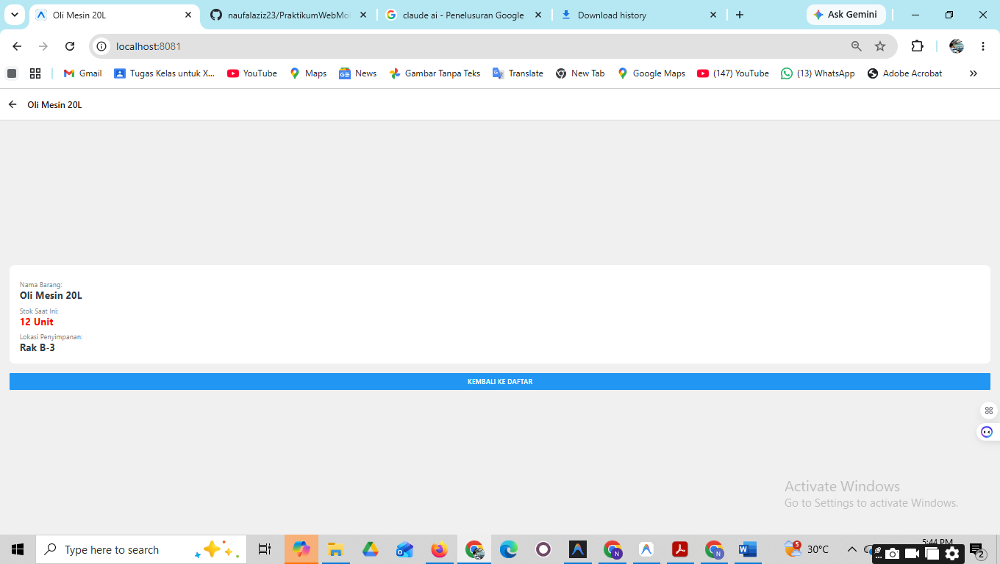 Oli Mesin 20L
naufalaziz23/PraktikumWebMo
claude ai - Penelusuran Google
Download history
Ask Gemini
localhost:8081
Gmail
Tugas Kelas untuk X...
YouTube
Maps
News
Gambar Tanpa Teks
Translate
New Tab
Google Maps
(147) YouTube
(13) WhatsApp
Adobe Acrobat
Oli Mesin 20L
Nama Barang:
Oli Mesin 20L
Stok Saat Ini:
12 Unit
Lokasi Penyimpanan:
Rak B-3
KEMBALI KE DAFTAR
Activate Windows
Go to Settings to activate Windows.
Type here to search
5
30°C
5:44 PM
2